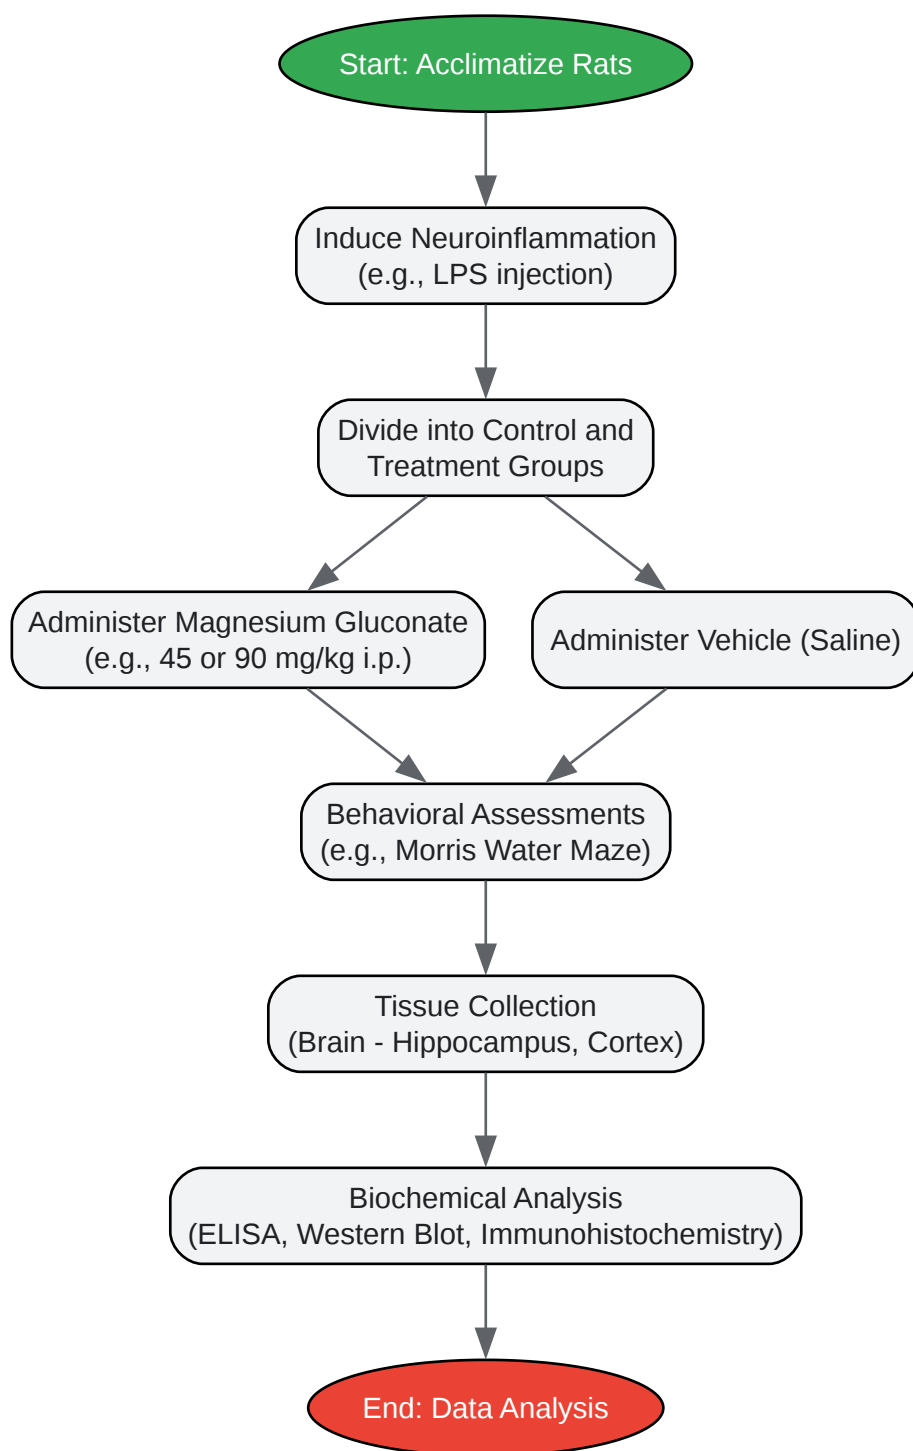 Start: Acclimatize Rats
Induce Neuroinflammation
(e.g., LPS injection)
Divide into Control and
Treatment Groups
Administer Magnesium Gluconate
(e.g., 45 or 90 mg/kg i.p.)
Administer Vehicle (Saline)
Behavioral Assessments
(e.g., Morris Water Maze)
Tissue Collection
(Brain - Hippocampus, Cortex)
Biochemical Analysis
(ELISA, Western Blot, Immunohistochemistry)
End: Data Analysis